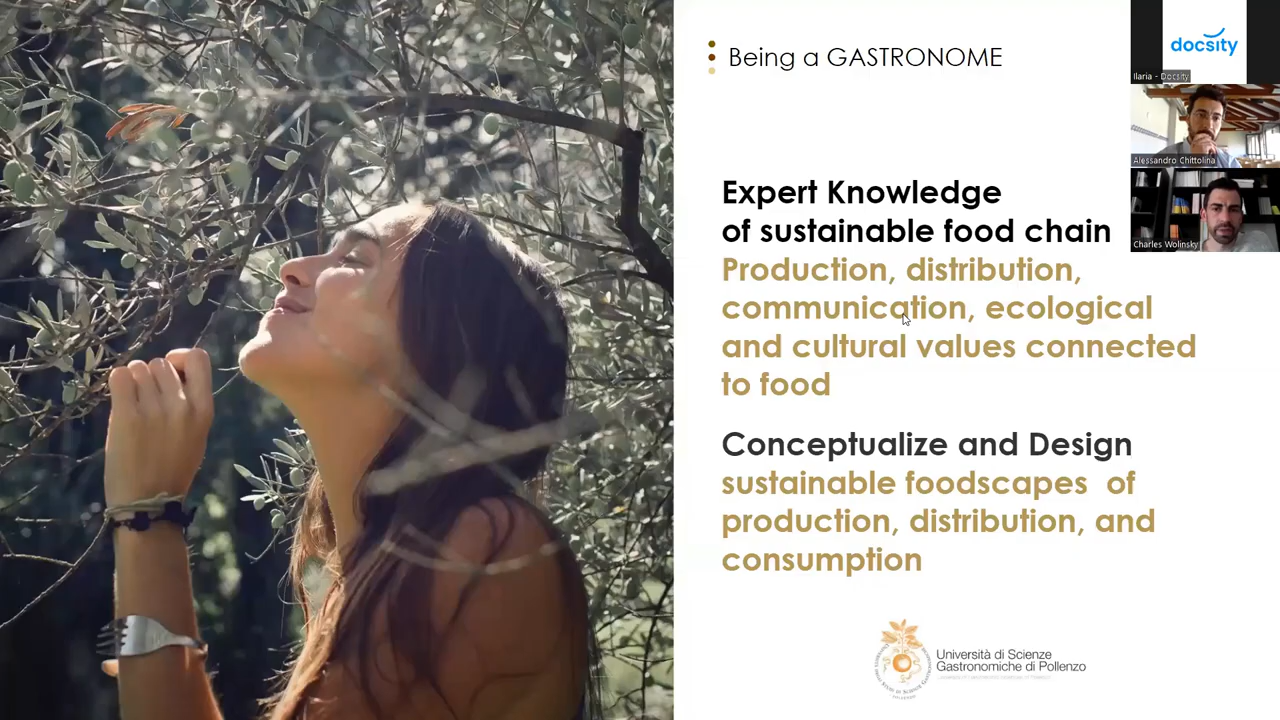 Being a GASTRONOME
docsity
Ilaria - Docsity
Alessandro Chittolina
Charles Wolinsky
Expert Knowledge
of sustainable food chain
Production, distribution,
communication, ecological
and cultural values connected
to food
Conceptualize and Design
sustainable foodscapes of
production, distribution, and
consumption
Università di Scienze
Gastronomiche di Pollenzo